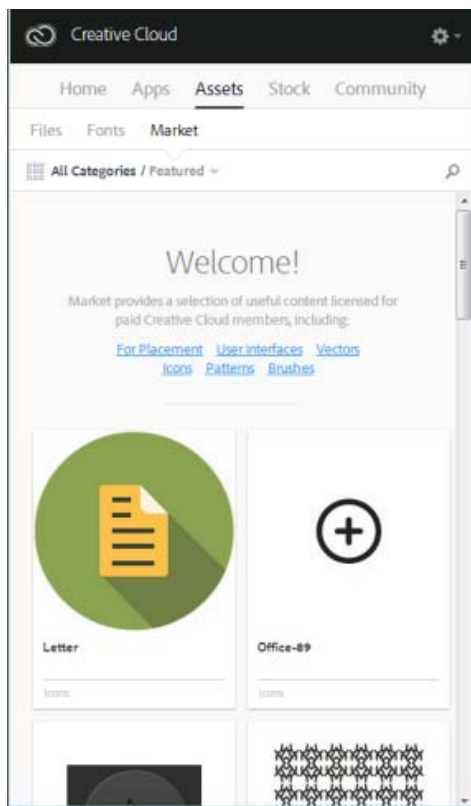 Creative Cloud
Home Apps Assets Stock Community
Files Fonts Market
All Categories / Featured
Welcome!
Market provides a selection of useful content licensed for
paid Creative Cloud members, including:
For Placement User Interfaces Vectors
Icons Patterns Brushes
Letter Office-89
Icons Icons